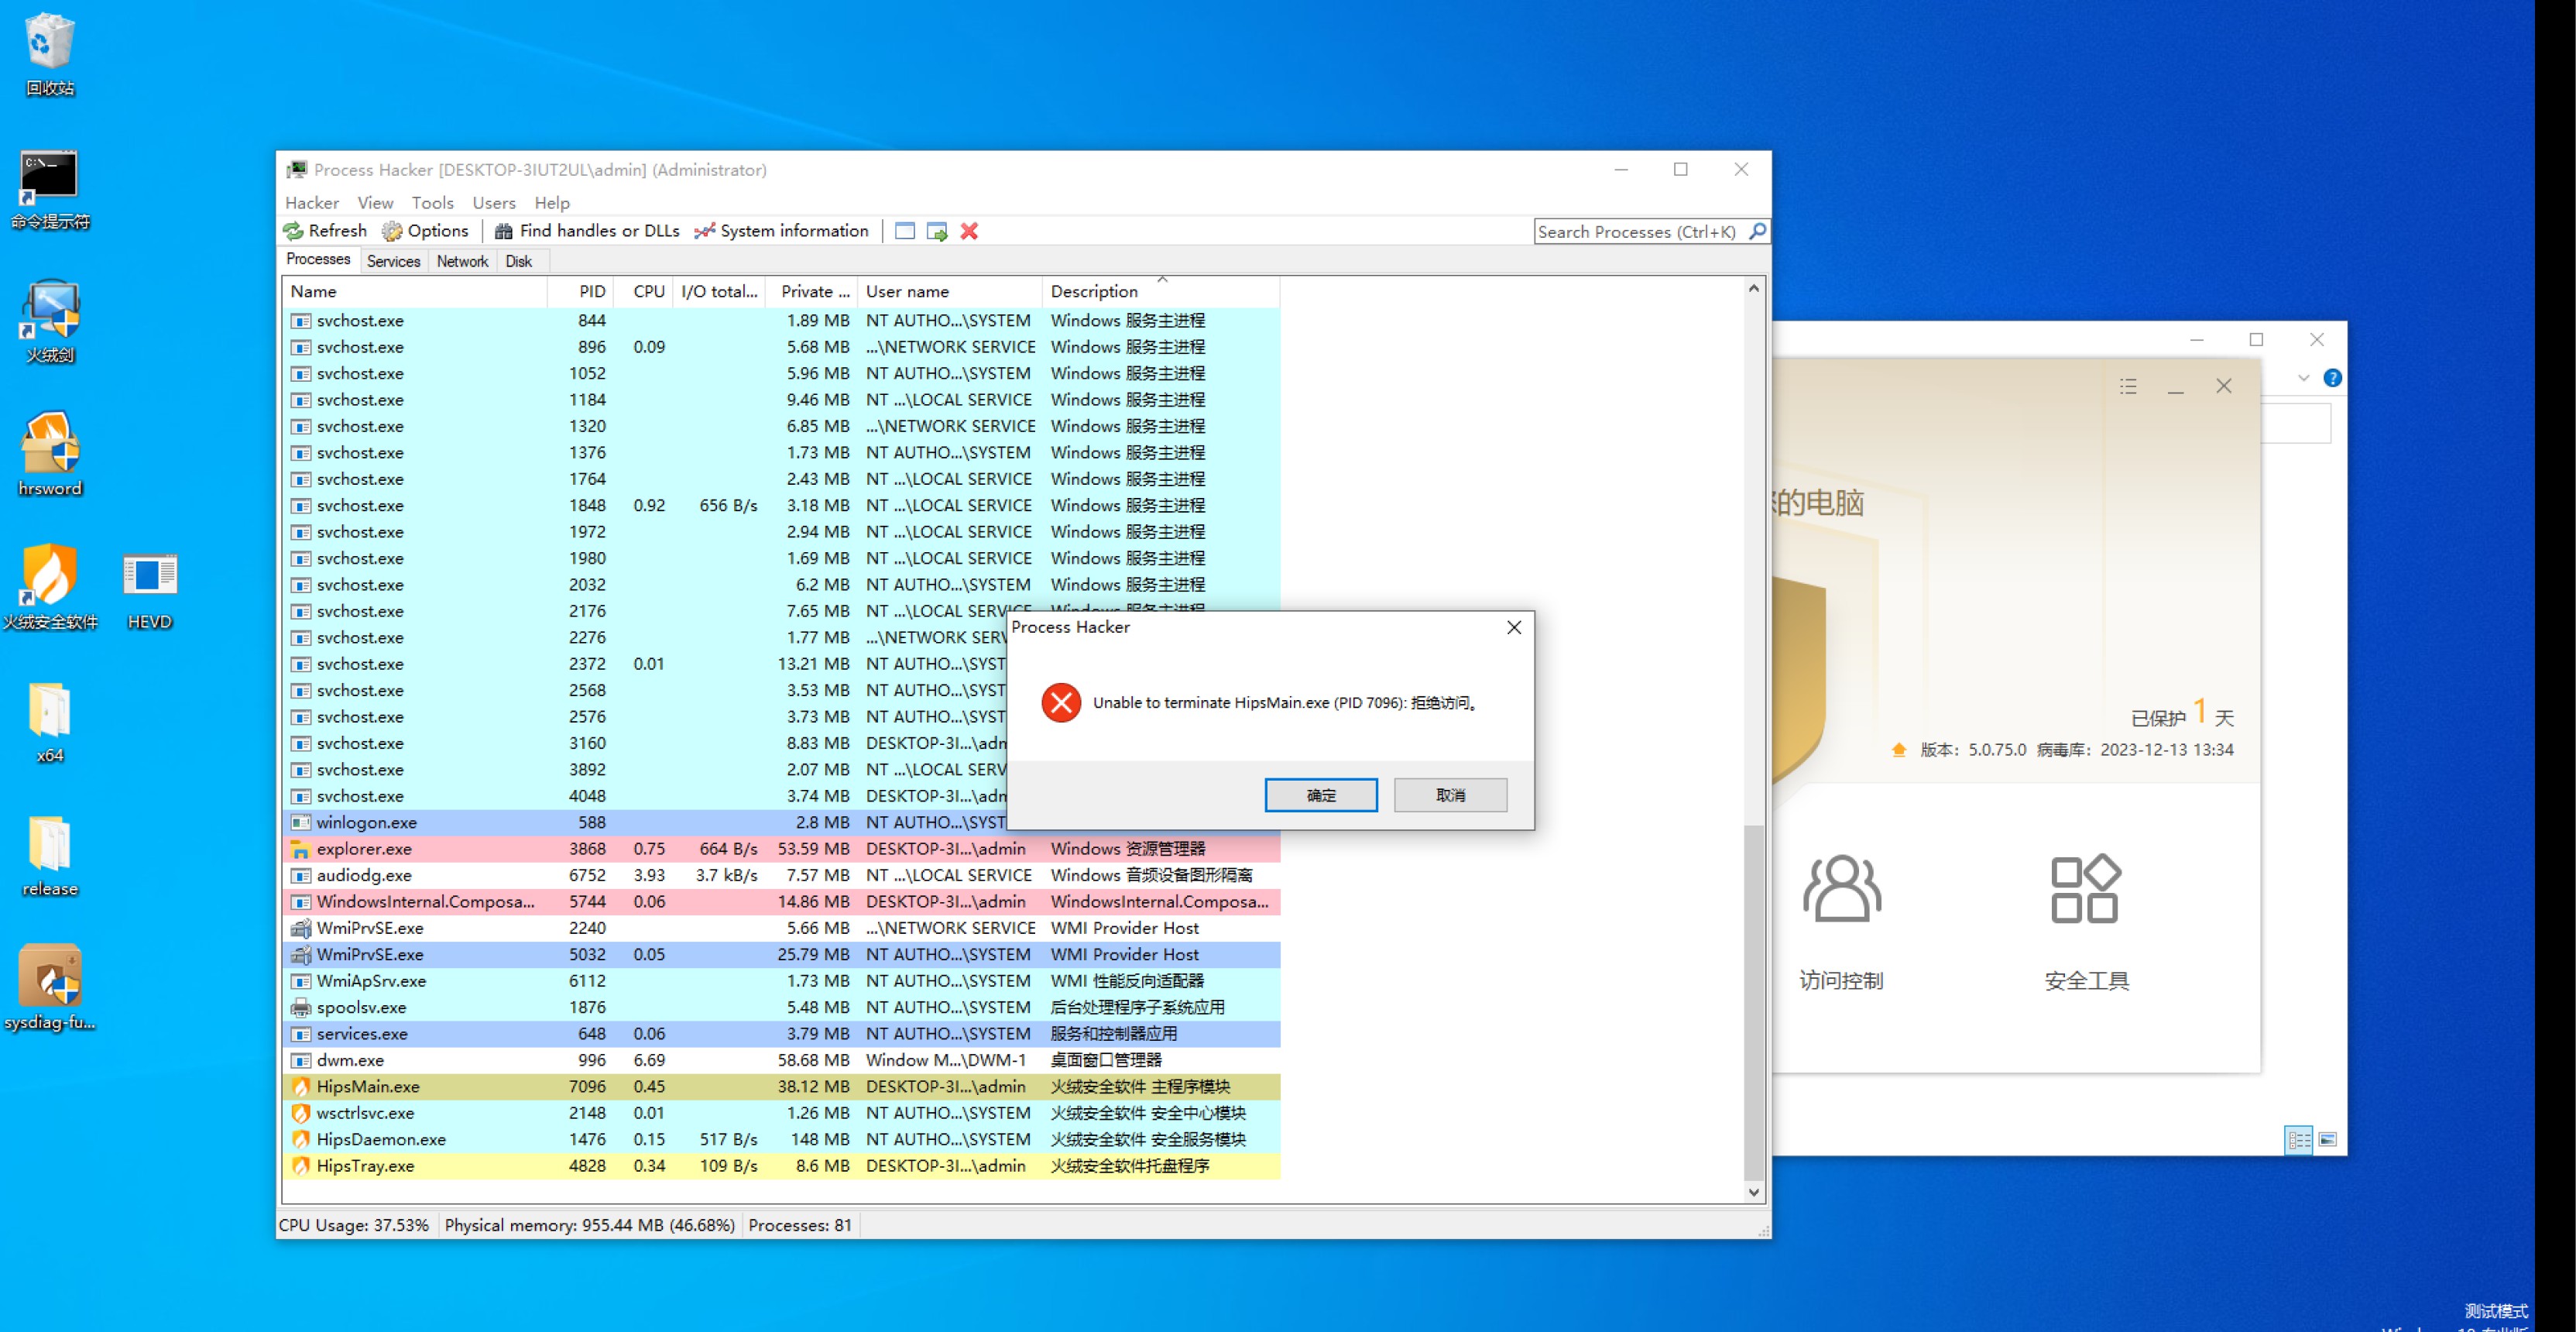 回收站
命令提示符
火绒剑
hrsword
火绒安全软件
HEVD
x64
release
sysdiag-fu...
Process Hacker [DESKTOP-3IUT2UL\admin] (Administrator)
Hacker View Tools Users Help
Refresh Options Find handles or DLLs System information Search Processes (Ctrl+K)
Processes Services Network Disk
Name PID CPU I/O total... Private ... User name Description
svchost.exe 844 1.89 MB NT AUTHO...\SYSTEM Windows 服务主进程
svchost.exe 896 0.09 5.68 MB ...\NETWORK SERVICE Windows 服务主进程
svchost.exe 1052 5.96 MB NT AUTHO...\SYSTEM Windows 服务主进程
svchost.exe 1184 9.46 MB NT ...\LOCAL SERVICE Windows 服务主进程
svchost.exe 1320 6.85 MB ...\NETWORK SERVICE Windows 服务主进程
svchost.exe 1376 1.73 MB NT AUTHO...\SYSTEM Windows 服务主进程
svchost.exe 1764 2.43 MB NT ...\LOCAL SERVICE Windows 服务主进程
svchost.exe 1848 0.92 656 B/s 3.18 MB NT ...\LOCAL SERVICE Windows 服务主进程
svchost.exe 1972 2.94 MB NT ...\LOCAL SERVICE Windows 服务主进程
svchost.exe 1980 1.69 MB NT ...\LOCAL SERVICE Windows 服务主进程
svchost.exe 2032 6.2 MB NT AUTHO...\SYSTEM Windows 服务主进程
svchost.exe 2176 7.65 MB NT ...\LOCAL SERVICE Windows 服务主进程
svchost.exe 2276 1.77 MB ...\NETWORK SERV
svchost.exe 2372 0.01 13.21 MB NT AUTHO...\SYST
svchost.exe 2568 3.53 MB NT AUTHO...\SYST
svchost.exe 2576 3.73 MB NT AUTHO...\SYST
svchost.exe 3160 8.83 MB DESKTOP-3I...\adm
svchost.exe 3892 2.07 MB NT ...\LOCAL SERV
svchost.exe 4048 3.74 MB DESKTOP-3I...\adm
winlogon.exe 588 2.8 MB NT AUTHO...\SYST
explorer.exe 3868 0.75 664 B/s 53.59 MB DESKTOP-3I...\admin Windows 资源管理器
audiodg.exe 6752 3.93 3.7 kB/s 7.57 MB NT ...\LOCAL SERVICE Windows 音频设备图形隔离
WindowsInternal.Composa... 5744 0.06 14.86 MB DESKTOP-3I...\admin WindowsInternal.Composa...
WmiPrvSE.exe 2240 5.66 MB ...\NETWORK SERVICE WMI Provider Host
WmiPrvSE.exe 5032 0.05 25.79 MB NT AUTHO...\SYSTEM WMI Provider Host
WmiApSrv.exe 6112 1.73 MB NT AUTHO...\SYSTEM WMI 性能反向适配器
spoolsv.exe 1876 5.48 MB NT AUTHO...\SYSTEM 后台处理程序子系统应用
services.exe 648 0.06 3.79 MB NT AUTHO...\SYSTEM 服务和控制器应用
dwm.exe 996 6.69 58.68 MB Window M...\DWM-1 桌面窗口管理器
HipsMain.exe 7096 0.45 38.12 MB DESKTOP-3I...\admin 火绒安全软件 主程序模块
wsctrlsvc.exe 2148 0.01 1.26 MB NT AUTHO...\SYSTEM 火绒安全软件 安全中心模块
HipsDaemon.exe 1476 0.15 517 B/s 148 MB NT AUTHO...\SYSTEM 火绒安全软件 安全服务模块
HipsTray.exe 4828 0.34 109 B/s 8.6 MB DESKTOP-3I...\admin 火绒安全软件托盘程序
CPU Usage: 37.53% Physical memory: 955.44 MB (46.68%) Processes: 81
Process Hacker
Unable to terminate HipsMain.exe (PID 7096): 拒绝访问。
确定 取消
的电脑
已保护 1 天
版本: 5.0.75.0 病毒库: 2023-12-13 13:34
访问控制 安全工具
测试模式